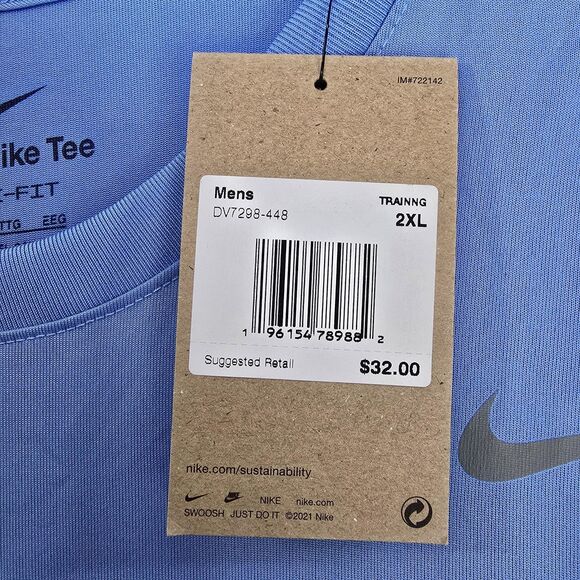 IM#722142
ike Tee
-FIT
TTG EEG
Mens TRAINNG
DV7298-448 2XL
1 96154 78988 2
Suggested Retail $32.00
nike.com/sustainability
NIKE nike.com
SWOOSH JUST DO IT ©2021 Nike